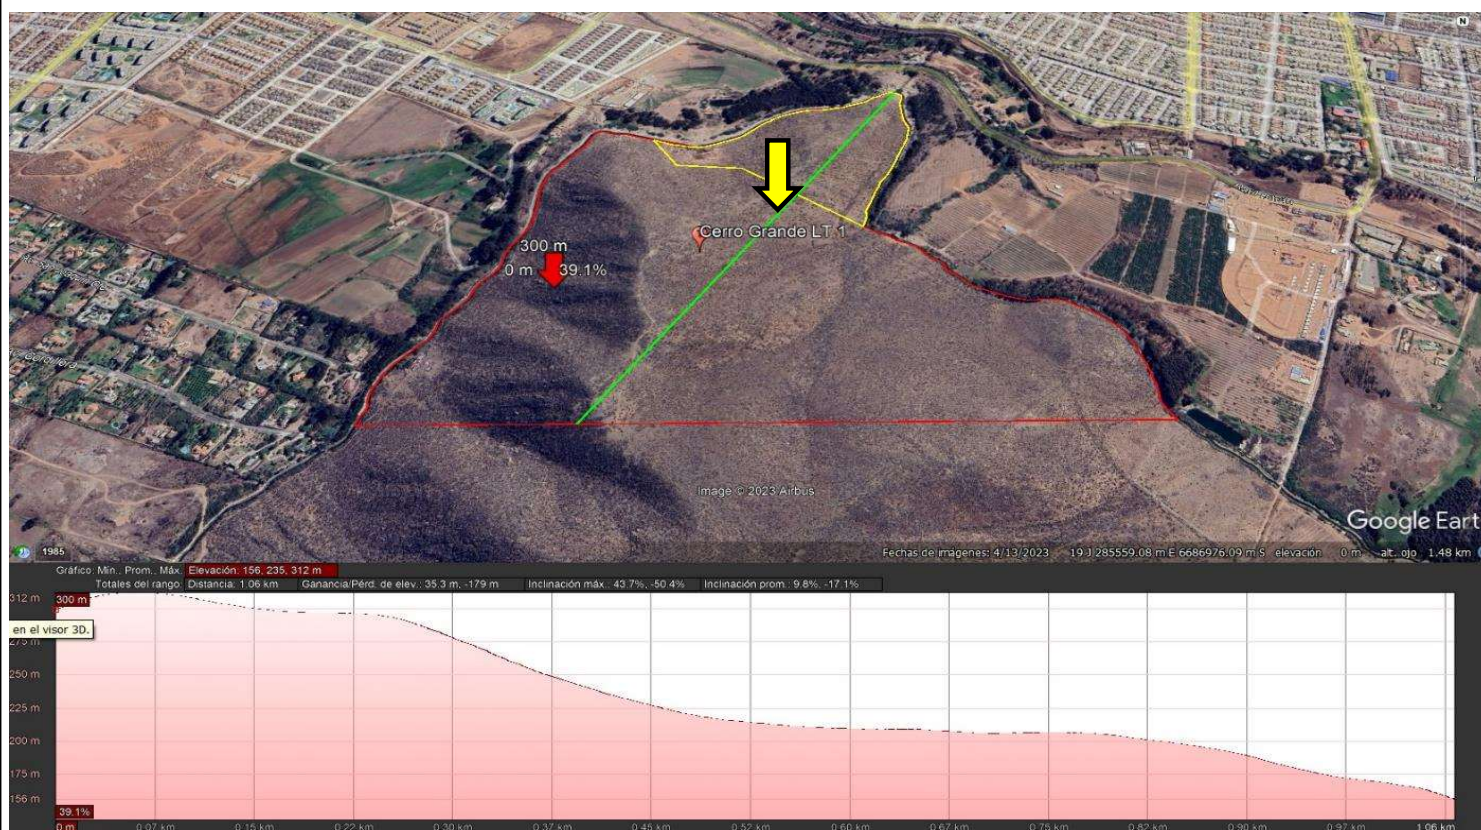 N
Cerro Grande LT 1
300 m
0 m 39.1%
Image © 2023 Airbus
Google Eart
1985
Fechas de imágenes: 4/13/2023 19 J 285559.08 m E 6686976.09 m S elevación 0 m alt. ojo 1.48 km
Gráfico: Mín., Prom., Máx. Elevación: 156, 235, 312 m
Totales del rango: Distancia: 1.06 km Ganancia/Pérd. de elev.: 35.3 m, -179 m Inclinación máx.: 43.7%, -50.4% Inclinación prom.: 9.8%, -17.1%
312 m
300 m
en el visor 3D.
275 m
250 m
225 m
200 m
175 m
156 m
39.1%
0 m 0.07 km 0.15 km 0.22 km 0.30 km 0.37 km 0.45 km 0.52 km 0.60 km 0.67 km 0.75 km 0.82 km 0.90 km 0.97 km 1.06 km